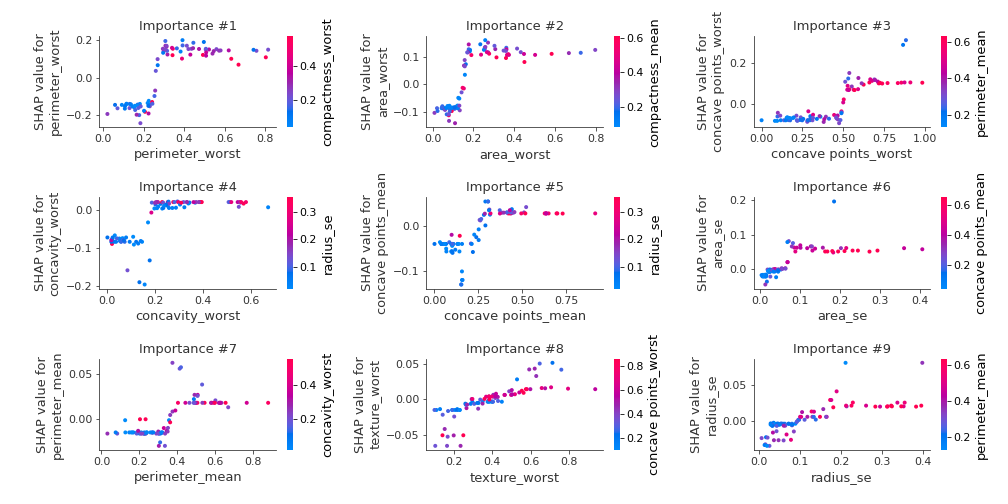 Importance #1
SHAP value for
perimeter_worst
0.2
0.0
−0.2
0.0
0.2
0.4
0.6
0.8
perimeter_worst
0.4
0.2
compactness_worst
Importance #2
SHAP value for
area_worst
0.1
0.0
−0.1
0.0
0.2
0.4
0.6
0.8
area_worst
0.6
0.4
0.2
compactness_mean
Importance #3
SHAP value for
concave points_worst
0.2
0.0
0.00
0.25
0.50
0.75
1.00
concave points_worst
0.6
0.4
0.2
perimeter_mean
Importance #4
SHAP value for
concavity_worst
0.0
−0.1
−0.2
0.0
0.2
0.4
0.6
concavity_worst
0.3
0.2
0.1
radius_se
Importance #5
SHAP value for
concave points_mean
0.0
−0.1
0.00
0.25
0.50
0.75
concave points_mean
0.3
0.2
0.1
radius_se
Importance #6
SHAP value for
area_se
0.2
0.1
0.0
0.0
0.1
0.2
0.3
0.4
area_se
0.6
0.4
0.2
compactness_mean
Importance #7
SHAP value for
perimeter_mean
0.05
0.00
0.0
0.2
0.4
0.6
0.8
perimeter_mean
0.4
0.2
concavity_worst
Importance #8
SHAP value for
texture_worst
0.05
0.00
−0.05
0.2
0.4
0.6
0.8
texture_worst
0.8
0.6
0.4
0.2
concave points_worst
Importance #9
SHAP value for
radius_se
0.05
0.00
0.0
0.1
0.2
0.3
0.4
radius_se
0.6
0.4
0.2
perimeter_mean